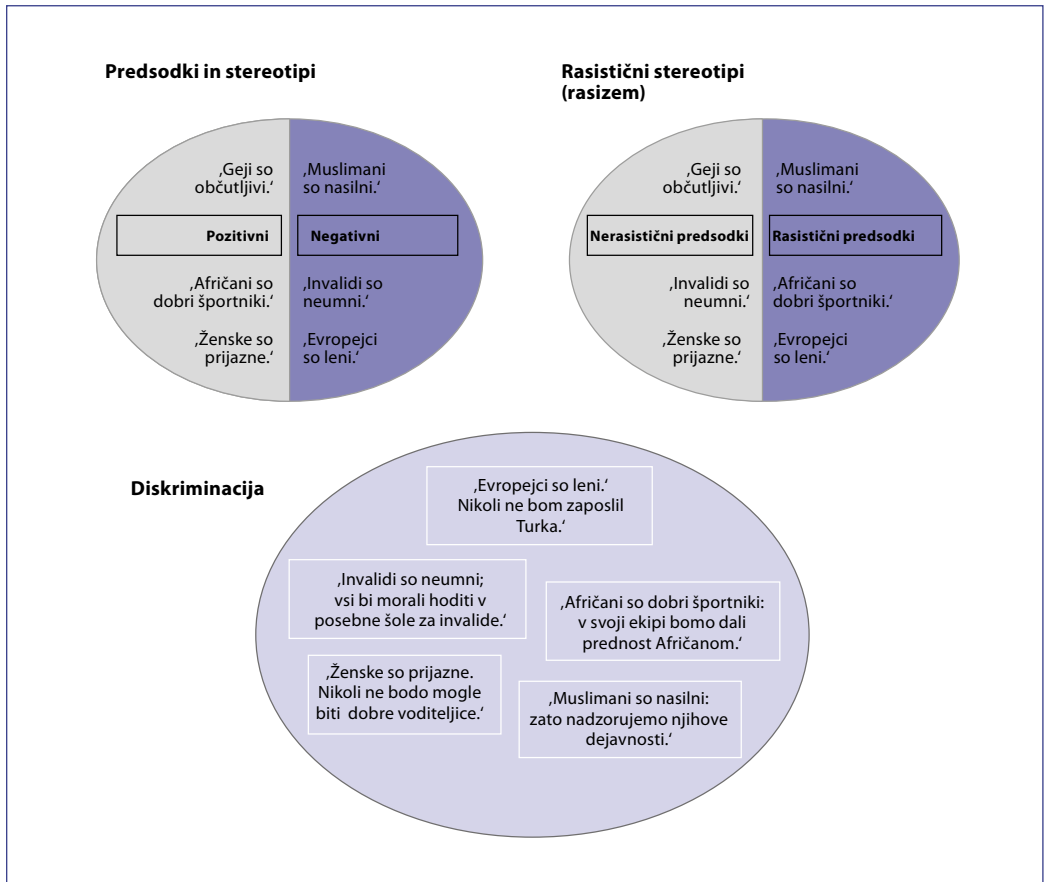 Predsodki in stereotipi
‚Geji so
občutljivi.‘
Pozitivni
‚Afričani so
dobri športniki.‘
‚Ženske so
prijazne.‘
‚Muslimani
so nasilni.‘
Negativni
‚Invalidi so
neumni.‘
‚Evropejci
so leni.‘
Rasistični stereotipi
(rasizem)
‚Geji so
občutljivi.‘
Nerasistični predsodki
‚Invalidi so
neumni.‘
‚Ženske so
prijazne.‘
‚Muslimani
so nasilni.‘
Rasistični predsodki
‚Afričani so
dobri športniki.‘
‚Evropejci
so leni.‘
Diskriminacija
‚Evropejci so leni.‘
Nikoli ne bom zaposlil
Turka.‘
‚Invalidi so neumni;
vsi bi morali hoditi v
posebne šole za invalide.‘
‚Afričani so dobri športniki:
v svoji ekipi bomo dali
prednost Afričanom.‘
‚Ženske so prijazne.
Nikoli ne bodo mogle
biti dobre voditeljice.‘
‚Muslimani so nasilni:
zato nadzorujemo njihove
dejavnosti.‘